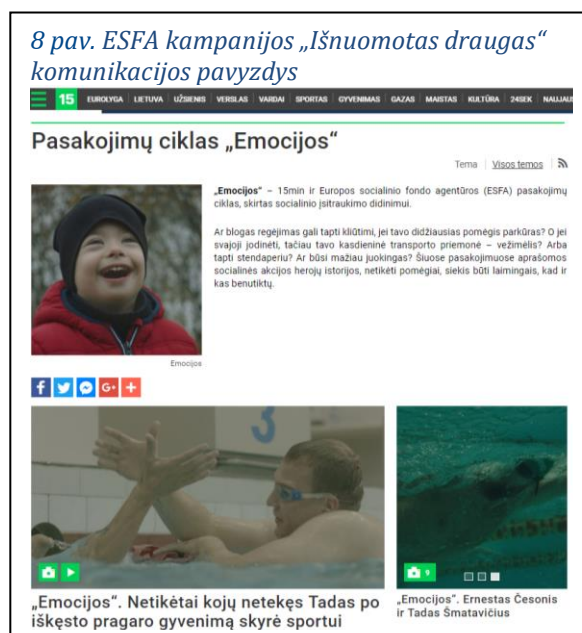 8 pav. ESFA kampanijos „Išnuomotas draugas“
komunikacijos pavyzdys
15 EUROLYGA LIETUVA UŽSIENIS VERSLAS VARDAI SPORTAS GYVENIMAS GAZAS MAISTAS KULTŪRA 24SEK NAUJAUS
Pasakojimų ciklas „Emocijos“
Tema Visos temos
„Emocijos“ – 15min ir Europos socialinio fondo agentūros (ESFA) pasakojimų
ciklas, skirtas socialinio įsitraukimo didinimui.
Ar blogas regėjimas gali tapti kliūtimi, jei tavo didžiausias pomėgis parkūras? O jei
svajoji jodinėti, tačiau tavo kasdieninė transporto priemonė – vežimėlis? Arba
tapti stendaperiu? Ar būsi mažiau juokingas? Šiuose pasakojimuose aprašomos
socialinės akcijos herojų istorijos, netikėti pomėgiai, siekis būti laimingais, kad ir
kas benutiktų.
Emocijos
3
9
„Emocijos“. Netikėtai kojų netekęs Tadas po
iškęsto pragaro gyvenimą skyrė sportui
„Emocijos“. Ernestas Česonis
ir Tadas Šmatavičius